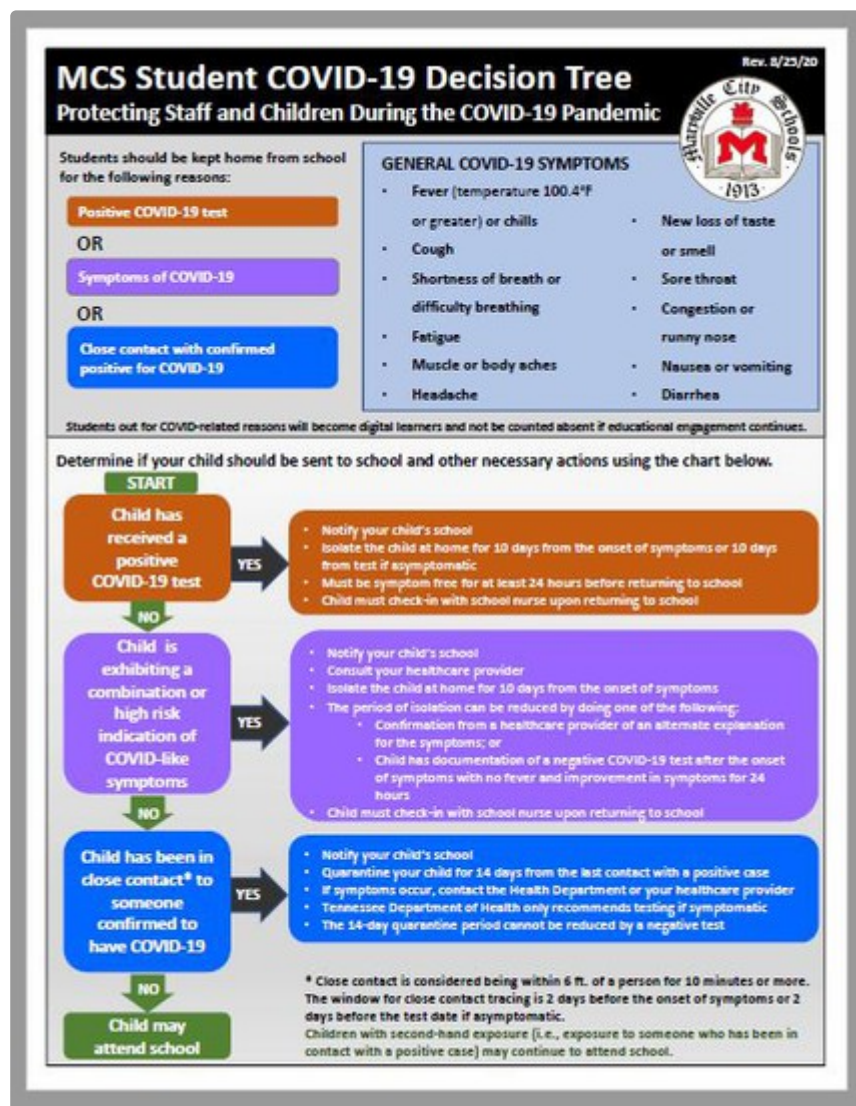 Rev. 8/25/20
MCS Student COVID-19 Decision Tree
Protecting Staff and Children During the COVID-19 Pandemic
Maryville City Schools
M
·1913·
Students should be kept home from school
for the following reasons:
Positive COVID-19 test
OR
Symptoms of COVID-19
OR
Close contact with confirmed
positive for COVID-19
GENERAL COVID-19 SYMPTOMS
• Fever (temperature 100.4°F
or greater) or chills
• Cough
• Shortness of breath or
difficulty breathing
• Fatigue
• Muscle or body aches
• Headache
• New loss of taste
or smell
• Sore throat
• Congestion or
runny nose
• Nausea or vomiting
• Diarrhea
Students out for COVID-related reasons will become digital learners and not be counted absent if educational engagement continues.
Determine if your child should be sent to school and other necessary actions using the chart below.
START
Child has
received a
positive
COVID-19 test
YES
• Notify your child's school
• Isolate the child at home for 10 days from the onset of symptoms or 10 days
from test if asymptomatic
• Must be symptom free for at least 24 hours before returning to school
• Child must check-in with school nurse upon returning to school
NO
Child is
exhibiting a
combination or
high risk
indication of
COVID-like
symptoms
YES
• Notify your child's school
• Consult your healthcare provider
• Isolate the child at home for 10 days from the onset of symptoms
• The period of isolation can be reduced by doing one of the following:
• Confirmation from a healthcare provider of an alternate explanation
for the symptoms; or
• Child has documentation of a negative COVID-19 test after the onset
of symptoms with no fever and improvement in symptoms for 24
hours
• Child must check-in with school nurse upon returning to school
NO
Child has been in
close contact* to
someone
confirmed to
have COVID-19
YES
• Notify your child's school
• Quarantine your child for 14 days from the last contact with a positive case
• If symptoms occur, contact the Health Department or your healthcare provider
• Tennessee Department of Health only recommends testing if symptomatic
• The 14-day quarantine period cannot be reduced by a negative test
NO
Child may
attend school
* Close contact is considered being within 6 ft. of a person for 10 minutes or more.
The window for close contact tracing is 2 days before the onset of symptoms or 2
days before the test date if asymptomatic.
Children with second-hand exposure (i.e., exposure to someone who has been in
contact with a positive case) may continue to attend school.